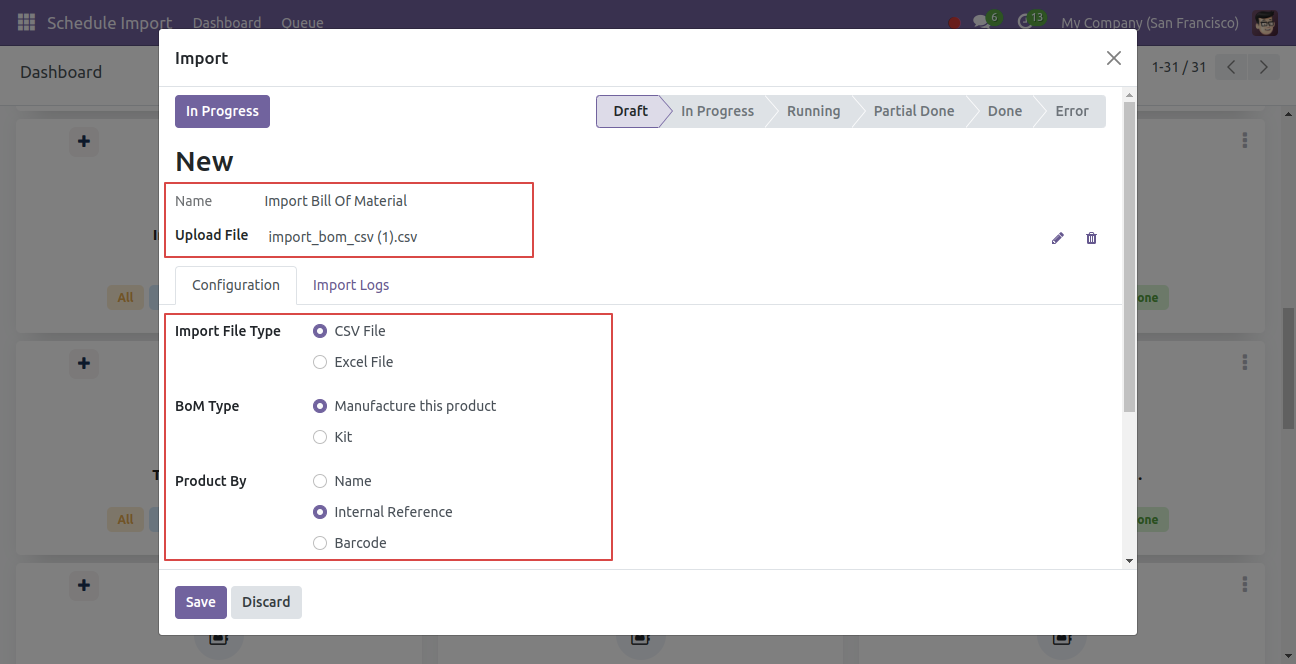 Schedule Import Dashboard Queue 6 13 My Company (San Francisco)
Dashboard 1-31 / 31
Import
In Progress Draft In Progress Running Partial Done Done Error
New
Name Import Bill Of Material
Upload File import_bom_csv (1).csv
Configuration Import Logs
All
Import File Type CSV File
Excel File
BoM Type Manufacture this product
Kit
Product By Name
Internal Reference
All
Barcode
Save Discard